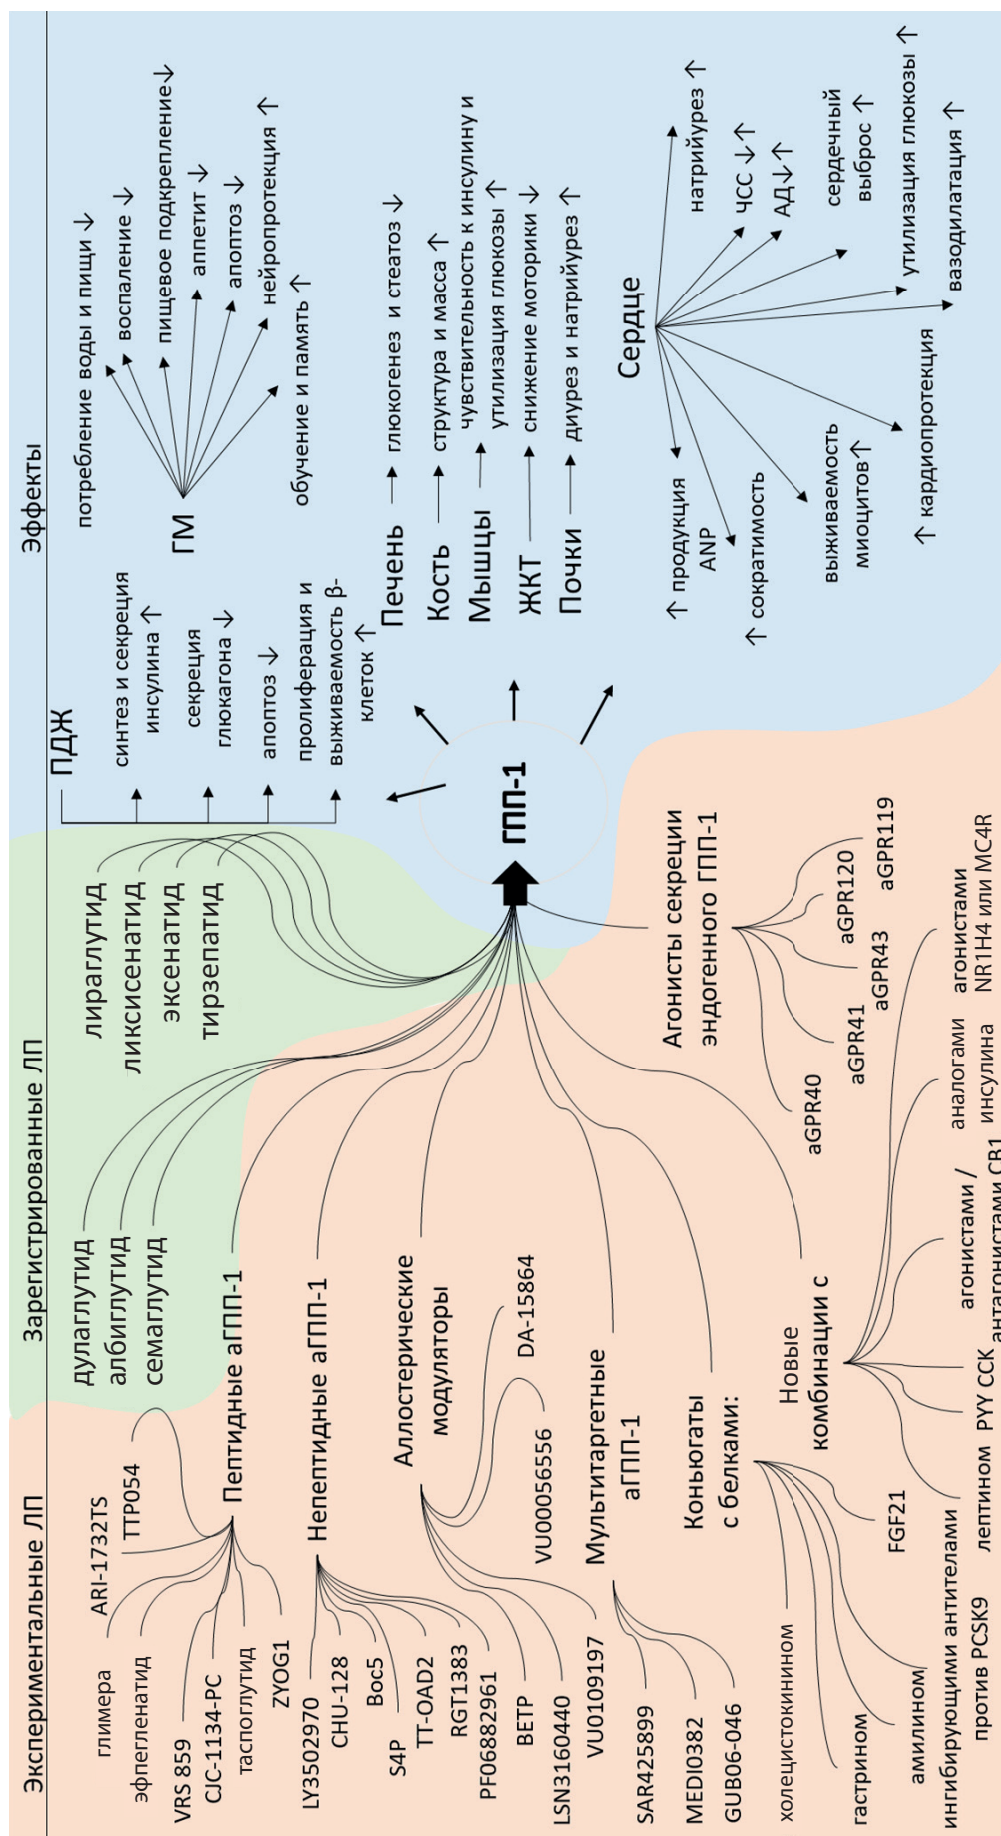 Экспериментальные ЛП
Зарегистрированные ЛП
Эффекты
глимера
ARI-1732TS
TTP054
эфпегленатид
VRS 859
CJC-1134-PC
таспоглутид
ZYOG1
Пептидные аГПП-1
LY3502970
CHU-128
Boc5
S4P
TT-OAD2
RGT1383
PF06882961
Непептидные аГПП-1
BETP
LSN3160440
VU0109197
VU00056556
DA-15864
Аллостерические
модуляторы
SAR425899
MEDI0382
GUB06-046
Мультитаргетные
аГПП-1
Коньюгаты
с белками:
холецистокинином
гастрином
амилином
ингибирующими антителами
против PCSK9
FGF21
Новые
комбинации с
лептином
PYY
CCK
агонистами /
антагонистами CB1
аналогами
инсулина
агонистами
NR1H4 или MC4R
Агонисты секреции
эндогенного ГПП-1
aGPR40
aGPR41
aGPR43
aGPR120
aGPR119
дулаглутид
албиглутид
семаглутид
лираглутид
ликсисенатид
эксенатид
тирзепатид
ГПП-1
ПДЖ
синтез и секреция
инсулина ↑
секреция
глюкагона ↓
апоптоз ↓
пролиферация и
выживаемость β-
клеток ↑
ГМ
потребление воды и пищи ↓
воспаление ↓
пищевое подкрепление↓
аппетит ↓
апоптоз ↓
нейропротекция ↑
обучение и память ↑
Печень
глюкогенез и стеатоз ↓
Кость
структура и масса ↑
Мышцы
чувствительность к инсулину и
утилизация глюкозы ↑
ЖКТ
снижение моторики ↓
Почки
диурез и натрийурез ↑
Сердце
↑ продукция
ANP
↑ сократимость
выживаемость
миоцитов↑
↑ кардиопротекция
натрийурез ↑
ЧСС ↓↑
АД↓↑
сердечный
выброс ↑
утилизация глюкозы ↑
вазодилатация ↑